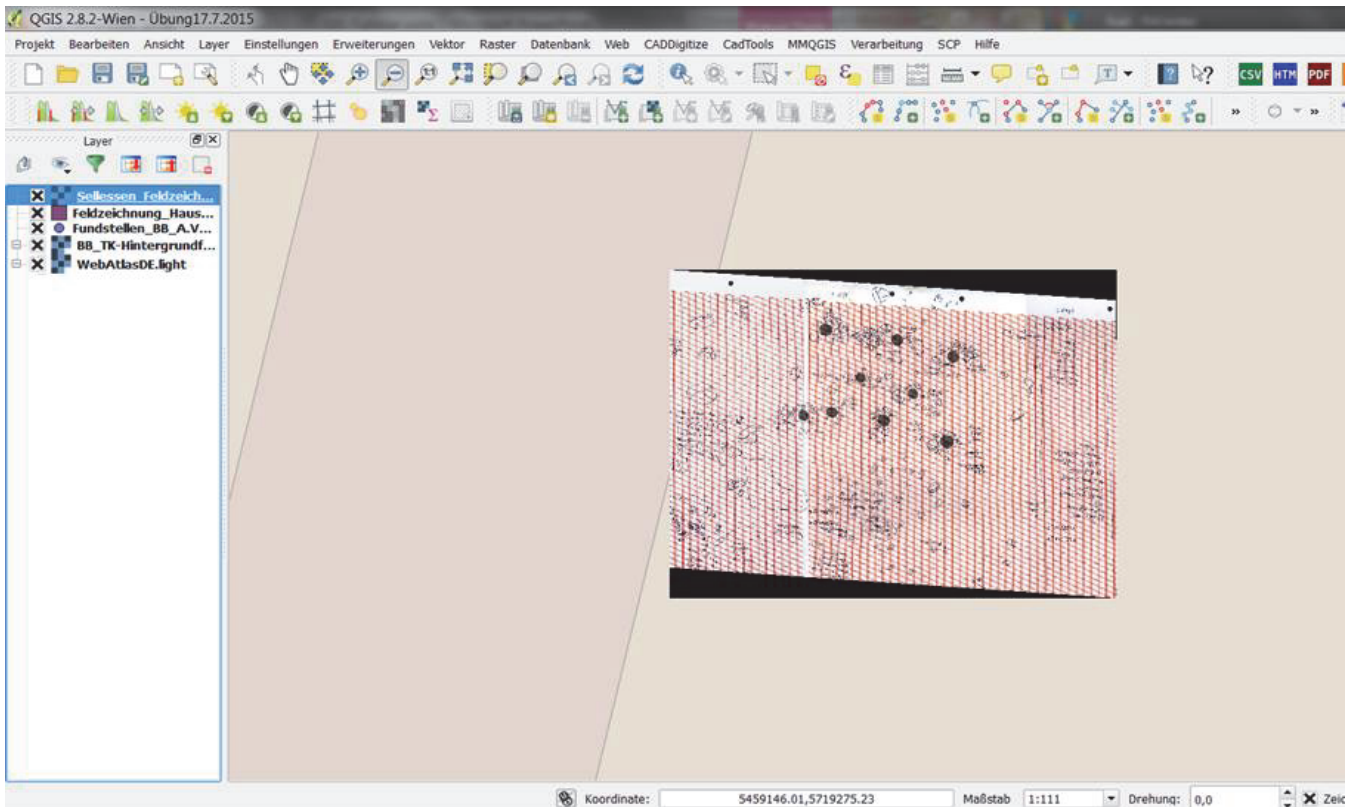 QGIS 2.8.2-Wien - Übung17.7.2015
Projekt Bearbeiten Ansicht Layer Einstellungen Erweiterungen Vektor Raster Datenbank Web CADDigitize CadTools MMQGIS Verarbeitung SCP Hilfe
CSV HTM PDF
Layer
Sellessen_Feldzeich...
Feldzeichnung_Haus...
Fundstellen_BB_A.V...
BB_TK-Hintergrundf...
WebAtlasDE.light
Koordinate: 5459146.01,5719275.23 Maßstab 1:111 Drehung: 0,0 Zeic